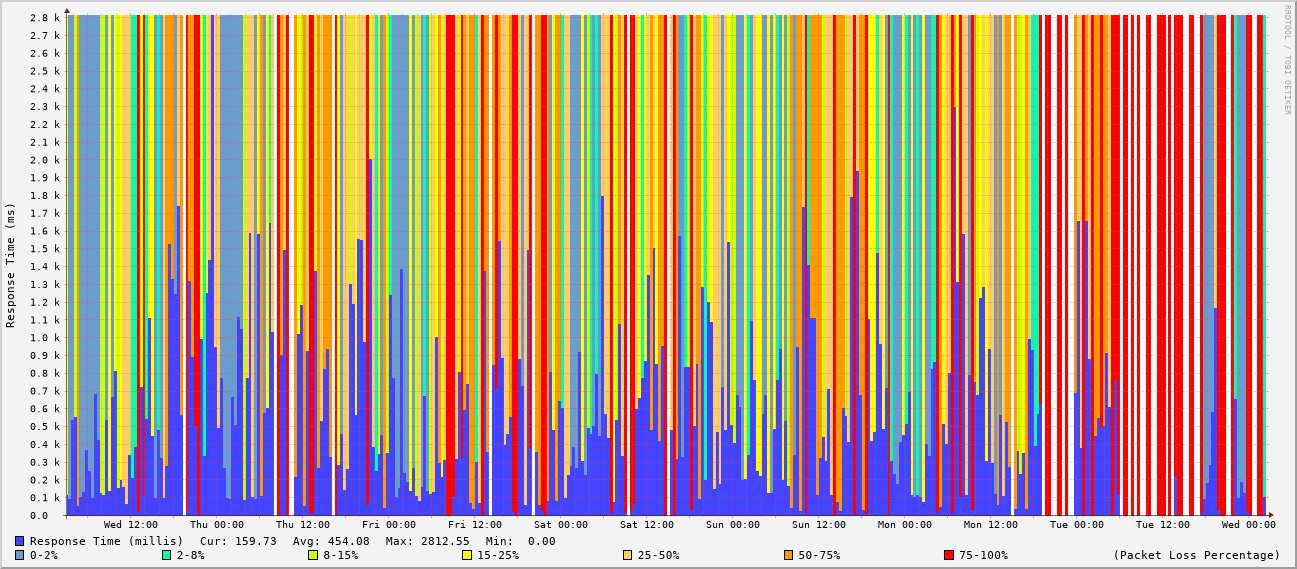 2.8 k
2.7 k
2.6 k
2.5 k
2.4 k
2.3 k
2.2 k
2.1 k
2.0 k
1.9 k
1.8 k
1.7 k
1.6 k
1.5 k
1.4 k
1.3 k
1.2 k
1.1 k
1.0 k
0.9 k
0.8 k
0.7 k
0.6 k
0.5 k
0.4 k
0.3 k
0.2 k
0.1 k
0.0
Response Time (ms)
RRDTOOL / TOBI OETIKER
Wed 12:00 Thu 00:00 Thu 12:00 Fri 00:00 Fri 12:00 Sat 00:00 Sat 12:00 Sun 00:00 Sun 12:00 Mon 00:00 Mon 12:00 Tue 00:00 Tue 12:00 Wed 00:00
Response Time (millis) Cur: 159.73 Avg: 454.08 Max: 2812.55 Min: 0.00
0-2% 2-8% 8-15% 15-25% 25-50% 50-75% 75-100% (Packet Loss Percentage)